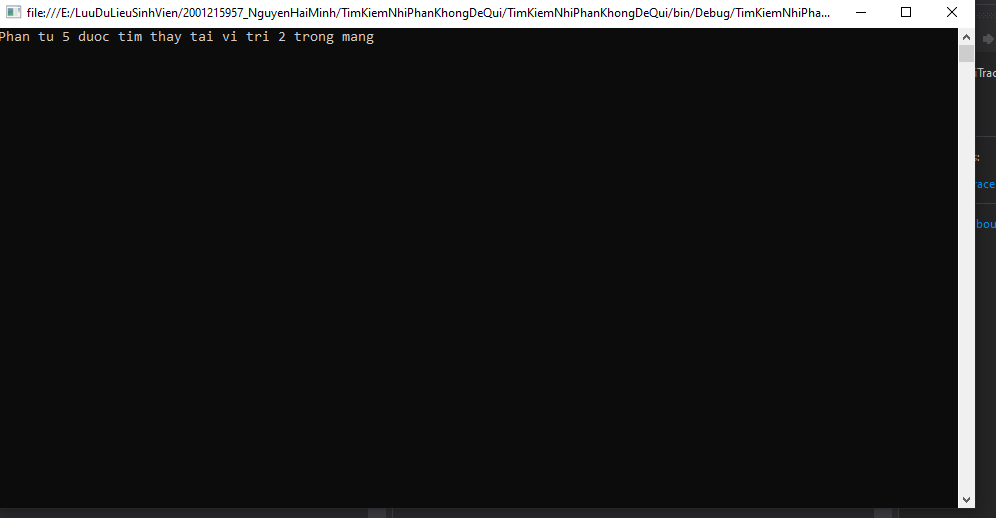 file:///E:/LuuDuLieuSinhVien/2001215957_NguyenHaiMinh/TimKiemNhiPhanKhongDeQui/TimKiemNhiPhanKhongDeQui/bin/Debug/TimKiemNhiPha...
Phan tu 5 duoc tim thay tai vi tri 2 trong mang